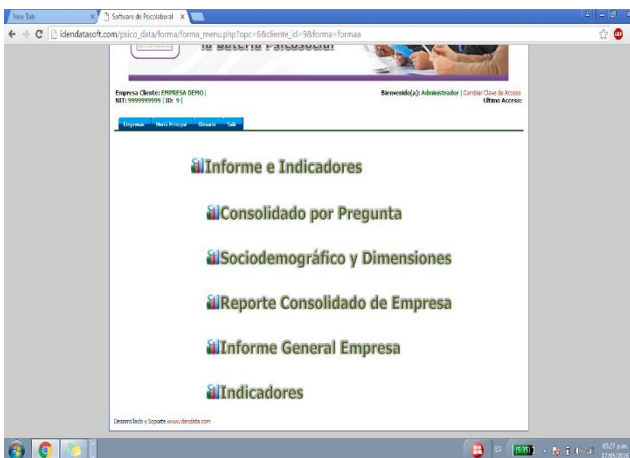 New Tab
Software de Psicolaboral
idendatasoft.com/psico_data/forma/forma_menu.php?opc=6&cliente_id=9&forma=formaa
la Batería Psicosocial
Empresa Cliente: EMPRESA DEMO |
NIT: 9999999999 | ID: 9 |
Bienvenido(a): Administrador | Cambiar Clave de Acceso
Ultimo Acceso:
Empresas Menú Principal Glosario Salir
Informe e Indicadores
Consolidado por Pregunta
Sociodemográfico y Dimensiones
Reporte Consolidado de Empresa
Informe General Empresa
Indicadores
Desarrollado y Soporte www.idendata.com
ES
05:27 p.m.